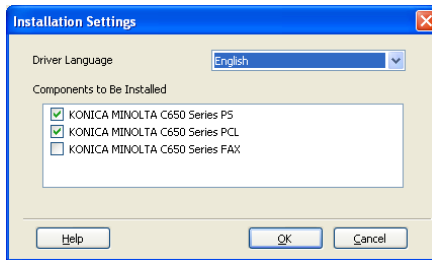 Installation Settings
Driver Language English
Components to Be Installed
KONICA MINOLTA C650 Series PS
KONICA MINOLTA C650 Series PCL
KONICA MINOLTA C650 Series FAX
Help OK Cancel